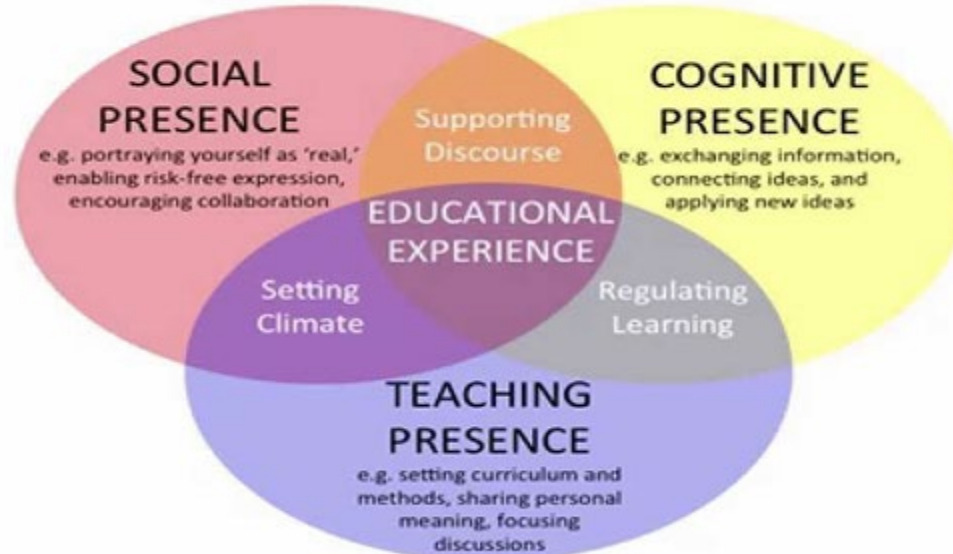 SOCIAL
PRESENCE
e.g. portraying yourself as ‘real,’
enabling risk-free expression,
encouraging collaboration
COGNITIVE
PRESENCE
e.g. exchanging information,
connecting ideas, and
applying new ideas
Supporting
Discourse
EDUCATIONAL
EXPERIENCE
Setting
Climate
Regulating
Learning
TEACHING
PRESENCE
e.g. setting curriculum and
methods, sharing personal
meaning, focusing
discussions